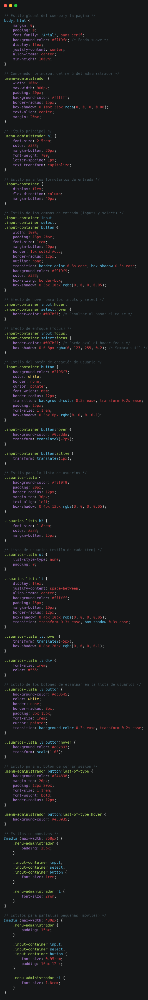 /* Estilo global del cuerpo y la página */
body, html {
    margin: 0;
    padding: 0;
    font-family: 'Arial', sans-serif;
    background-color: #f7f9fc; /* Fondo suave */
    display: flex;
    justify-content: center;
    align-items: center;
    min-height: 100vh;
}

/* Contenedor principal del menú del administrador */
.menu-administrador {
    width: 100%;
    max-width: 900px;
    padding: 30px;
    background-color: #ffffff;
    border-radius: 15px;
    box-shadow: 0 10px 30px rgba(0, 0, 0, 0.08);
    text-align: center;
    margin: 20px;
}

/* Título principal */
.menu-administrador h1 {
    font-size: 2.5rem;
    color: #333;
    margin-bottom: 30px;
    font-weight: 700;
    letter-spacing: 1px;
    text-transform: capitalize;
}

/* Estilo para los formularios de entrada */
.input-container {
    display: flex;
    flex-direction: column;
    margin-bottom: 40px;
}

/* Estilo de los campos de entrada (inputs y select) */
.input-container input,
.input-container select,
.input-container button {
    width: 100%;
    padding: 15px 20px;
    font-size: 1rem;
    margin-bottom: 20px;
    border: 1px solid #ccc;
    border-radius: 12px;
    outline: none;
    transition: border-color 0.3s ease, box-shadow 0.3s ease;
    background-color: #f9f9f9;
    color: #333;
    box-sizing: border-box;
    box-shadow: 0 3px 10px rgba(0, 0, 0, 0.05);
}

/* Efecto de hover para los inputs y select */
.input-container input:hover,
.input-container select:hover {
    border-color: #007bff; /* Resaltar al pasar el mouse */
}

/* Efecto de enfoque (focus) */
.input-container input:focus,
.input-container select:focus {
    border-color: #007bff; /* Borde azul al hacer focus */
    box-shadow: 0 0 8px rgba(0, 123, 255, 0.2); /* Sombra sutil */
}

/* Estilo del botón de creación de usuario */
.input-container button {
    background-color: #2196f3;
    color: white;
    border: none;
    cursor: pointer;
    font-weight: 600;
    border-radius: 12px;
    transition: background-color 0.3s ease, transform 0.2s ease;
    padding: 15px;
    font-size: 1.1rem;
    box-shadow: 0 3px 8px rgba(0, 0, 0, 0.1);
}

.input-container button:hover {
    background-color: #0b7dda;
    transform: translateY(-2px);
}

.input-container button:active {
    transform: translateY(1px);
}

/* Estilo para la lista de usuarios */
.usuarios-lista {
    background-color: #f9f9f9;
    padding: 20px;
    border-radius: 12px;
    margin-top: 30px;
    text-align: left;
    box-shadow: 0 4px 12px rgba(0, 0, 0, 0.05);
}

.usuarios-lista h2 {
    font-size: 1.8rem;
    color: #333;
    margin-bottom: 15px;
}

/* Lista de usuarios (estilo de cada ítem) */
.usuarios-lista ul {
    list-style-type: none;
    padding: 0;
}

.usuarios-lista li {
    display: flex;
    justify-content: space-between;
    align-items: center;
    background-color: #ffffff;
    padding: 15px;
    margin-bottom: 10px;
    border-radius: 12px;
    box-shadow: 0 4px 10px rgba(0, 0, 0, 0.05);
    transition: transform 0.3s ease, box-shadow 0.3s ease;
}

.usuarios-lista li:hover {
    transform: translateY(-5px);
    box-shadow: 0 8px 20px rgba(0, 0, 0, 0.1);
}

.usuarios-lista li div {
    font-size: 1rem;
    color: #555;
}

/* Estilo de los botones de eliminar en la lista de usuarios */
.usuarios-lista li button {
    background-color: #dc3545;
    color: white;
    border: none;
    border-radius: 8px;
    padding: 8px 15px;
    font-size: 1rem;
    cursor: pointer;
    transition: background-color 0.3s ease, transform 0.2s ease;
}

.usuarios-lista li button:hover {
    background-color: #c82333;
    transform: scale(1.05);
}

/* Estilo para el botón de cerrar sesión */
.menu-administrador button:last-of-type {
    background-color: #f44336;
    margin-top: 20px;
    padding: 12px 20px;
    font-size: 1.1rem;
    font-weight: bold;
    border-radius: 12px;
}

.menu-administrador button:last-of-type:hover {
    background-color: #e53935;
}

/* Estilos responsivos */
@media (max-width: 768px) {
    .menu-administrador {
        padding: 25px;
    }

    .input-container input,
    .input-container select,
    .input-container button {
        font-size: 1rem;
    }

    .menu-administrador h1 {
        font-size: 2rem;
    }
}

/* Estilos para pantallas pequeñas (móviles) */
@media (max-width: 480px) {
    .menu-administrador {
        padding: 15px;
    }

    .input-container input,
    .input-container select,
    .input-container button {
        font-size: 0.95rem;
        padding: 10px 12px;
    }

    .menu-administrador h1 {
        font-size: 1.8rem;
    }
}